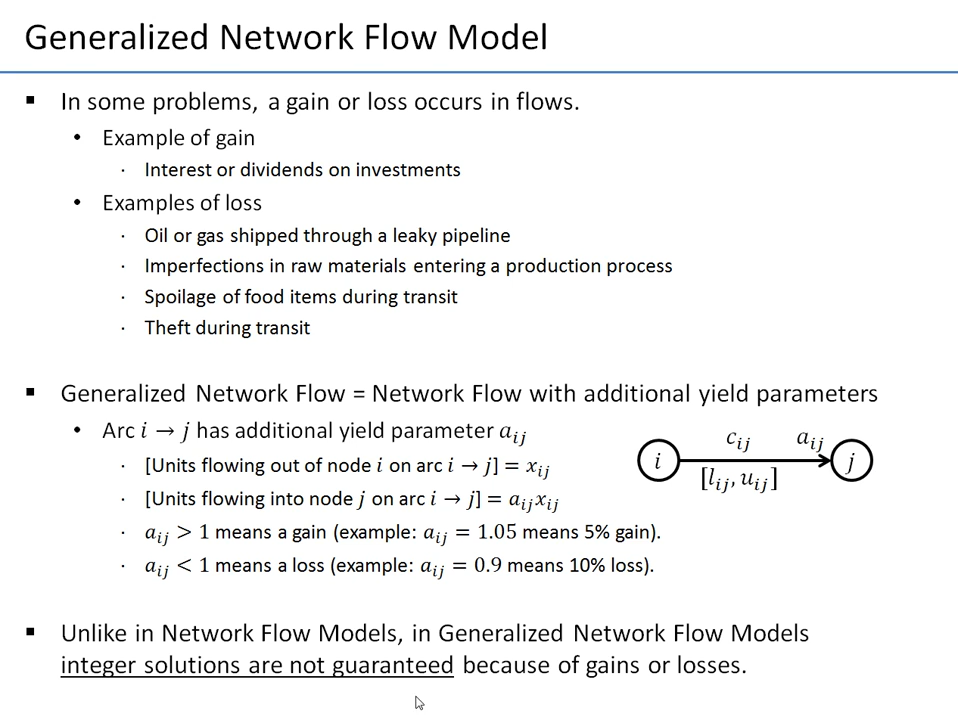 Generalized Network Flow Model
▪ In some problems, a gain or loss occurs in flows.
• Example of gain
· Interest or dividends on investments
• Examples of loss
· Oil or gas shipped through a leaky pipeline
· Imperfections in raw materials entering a production process
· Spoilage of food items during transit
· Theft during transit
▪ Generalized Network Flow = Network Flow with additional yield parameters
• Arc i → j has additional yield parameter a_ij
· [Units flowing out of node i on arc i → j] = x_ij
· [Units flowing into node j on arc i → j] = a_ij x_ij
· a_ij > 1 means a gain (example: a_ij = 1.05 means 5% gain).
· a_ij < 1 means a loss (example: a_ij = 0.9 means 10% loss).
c_ij a_ij
i j
[l_ij, u_ij]
▪ Unlike in Network Flow Models, in Generalized Network Flow Models
integer solutions are not guaranteed because of gains or losses.